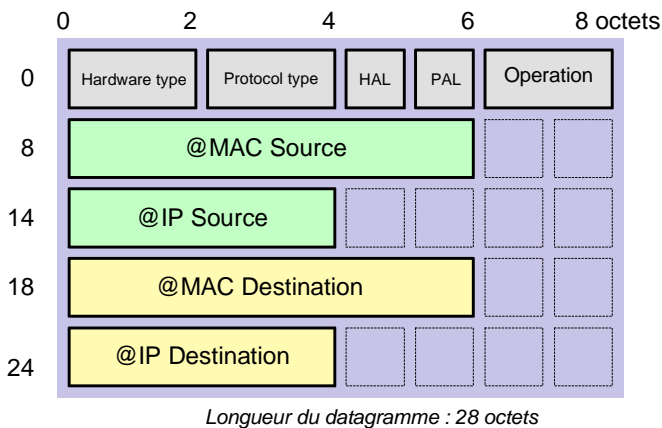 0 2 4 6 8 octets
0 Hardware type Protocol type HAL PAL Operation
8 @MAC Source
14 @IP Source
18 @MAC Destination
24 @IP Destination
Longueur du datagramme : 28 octets